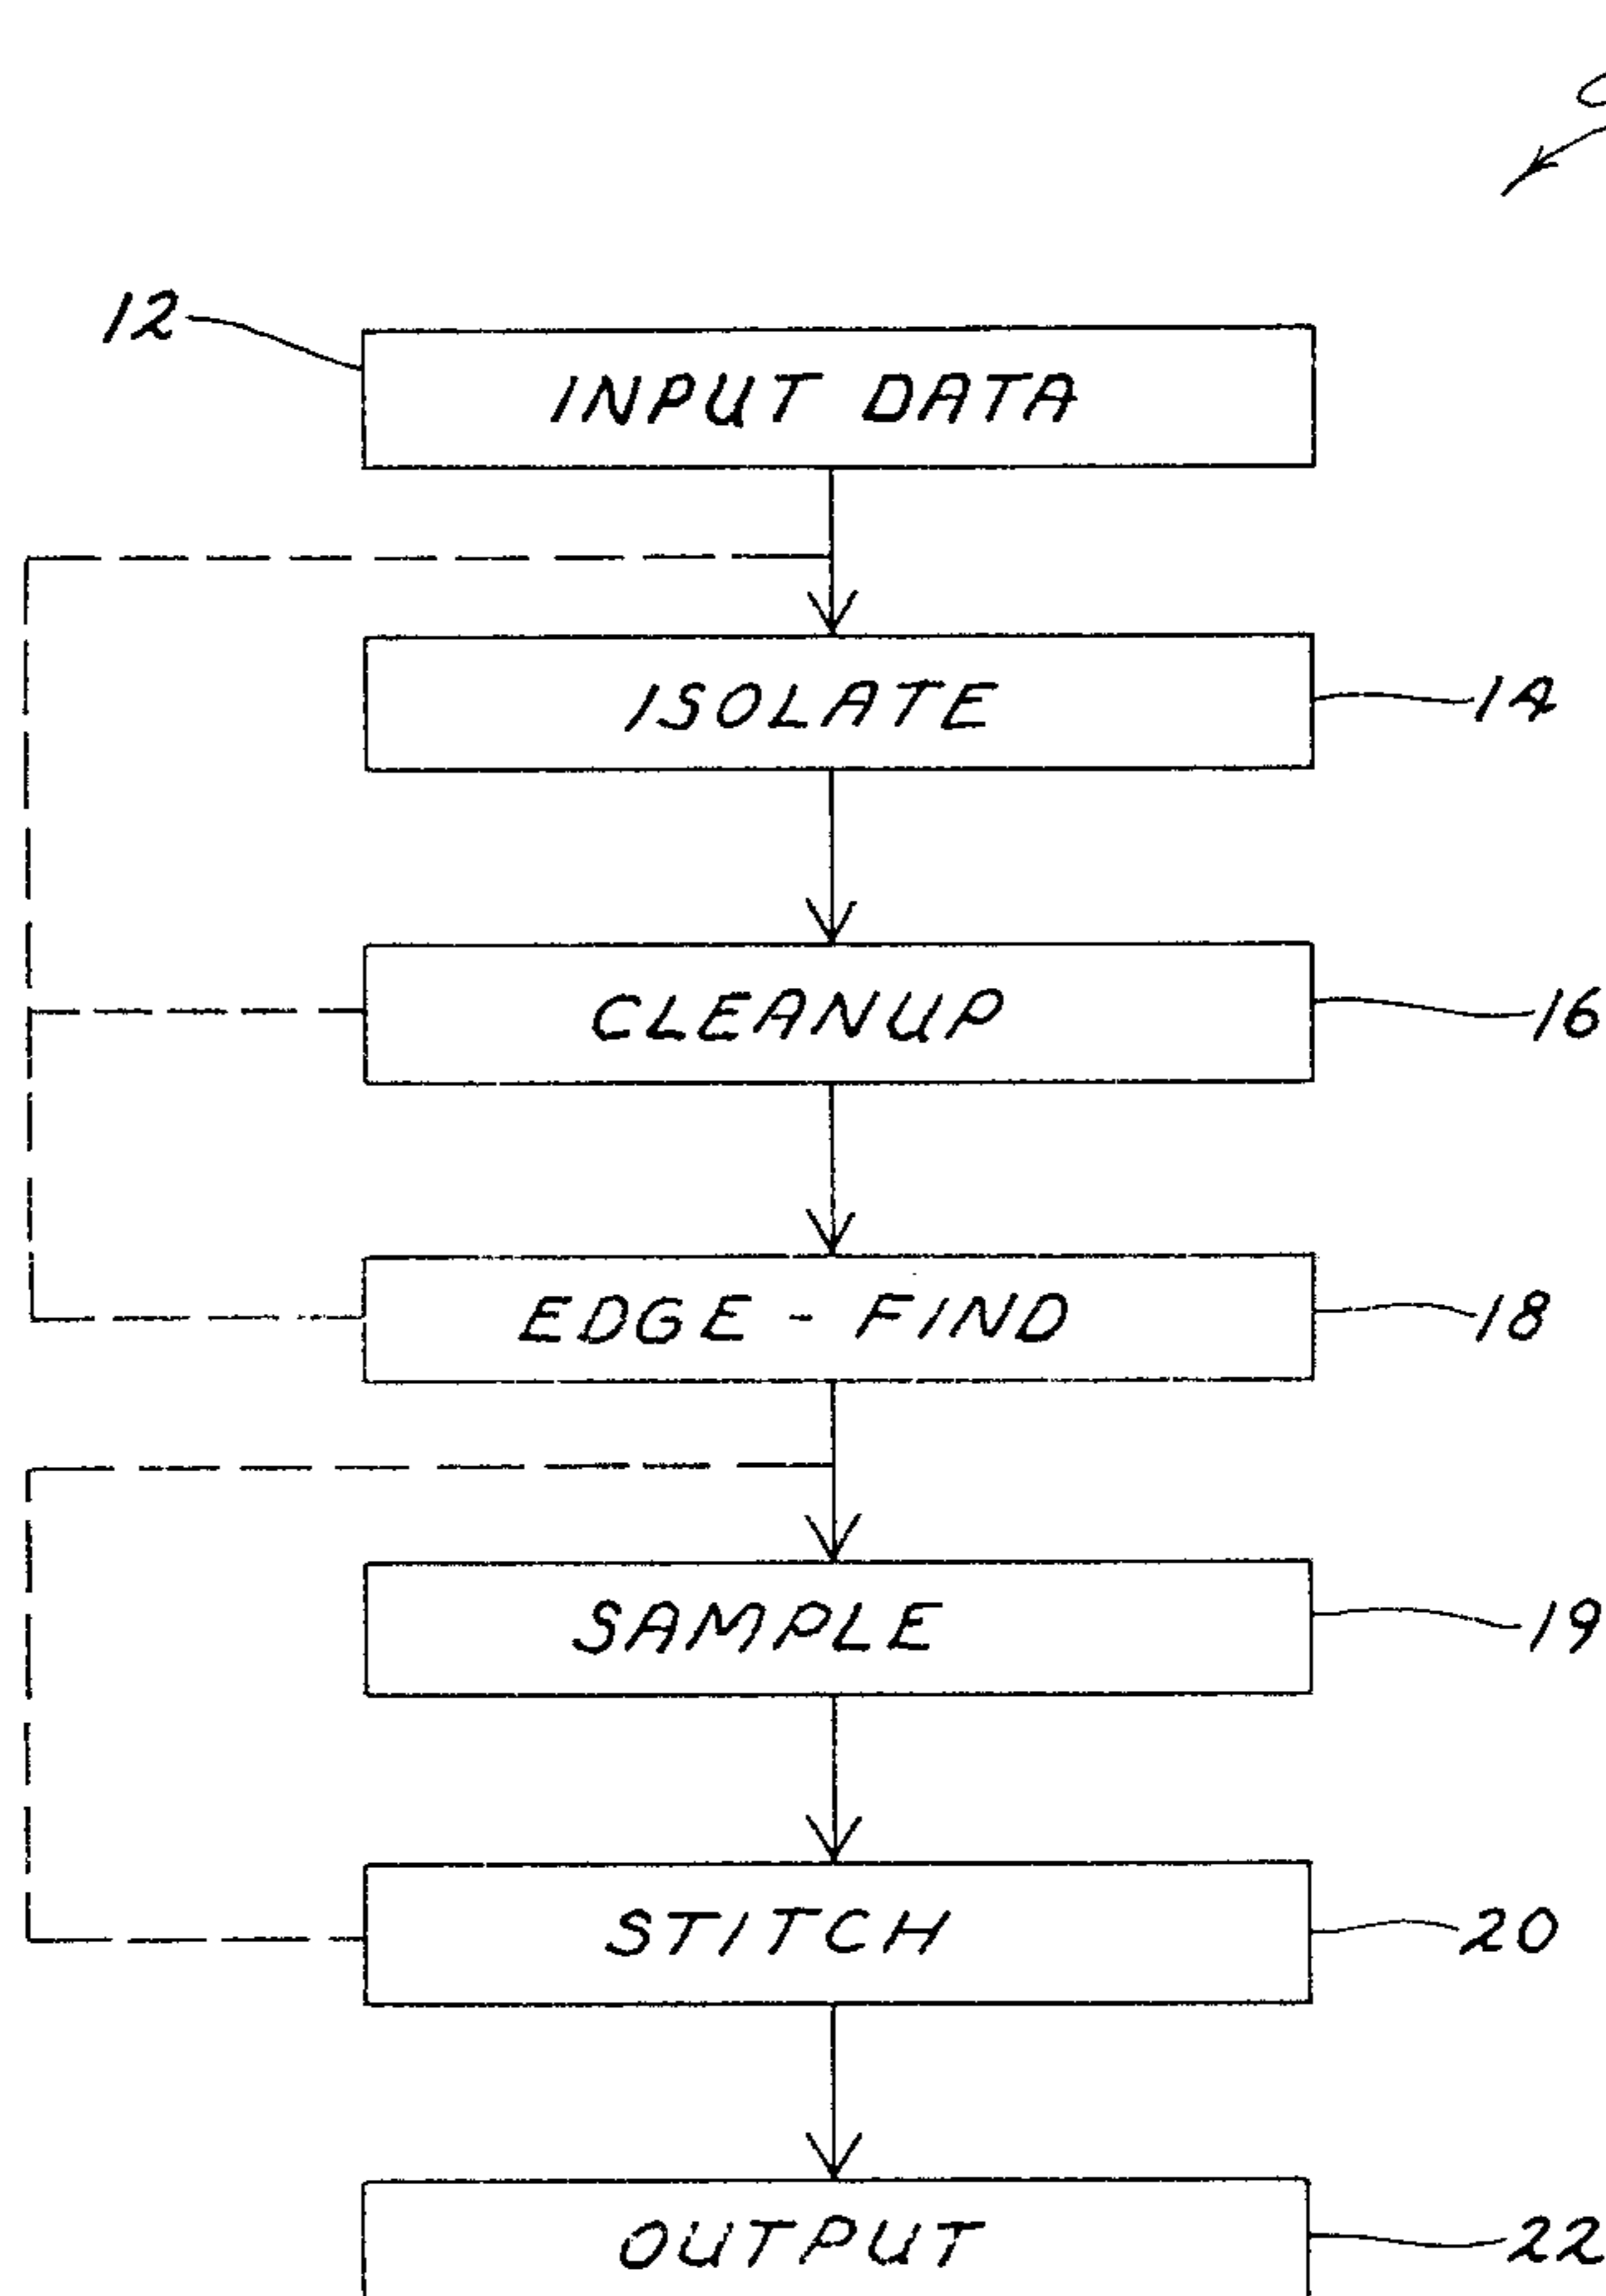 12
INPUT DATA
ISOLATE
14
CLEANUP
16
EDGE - FIND
18
SAMPLE
19
STITCH
20
OUTPUT
22